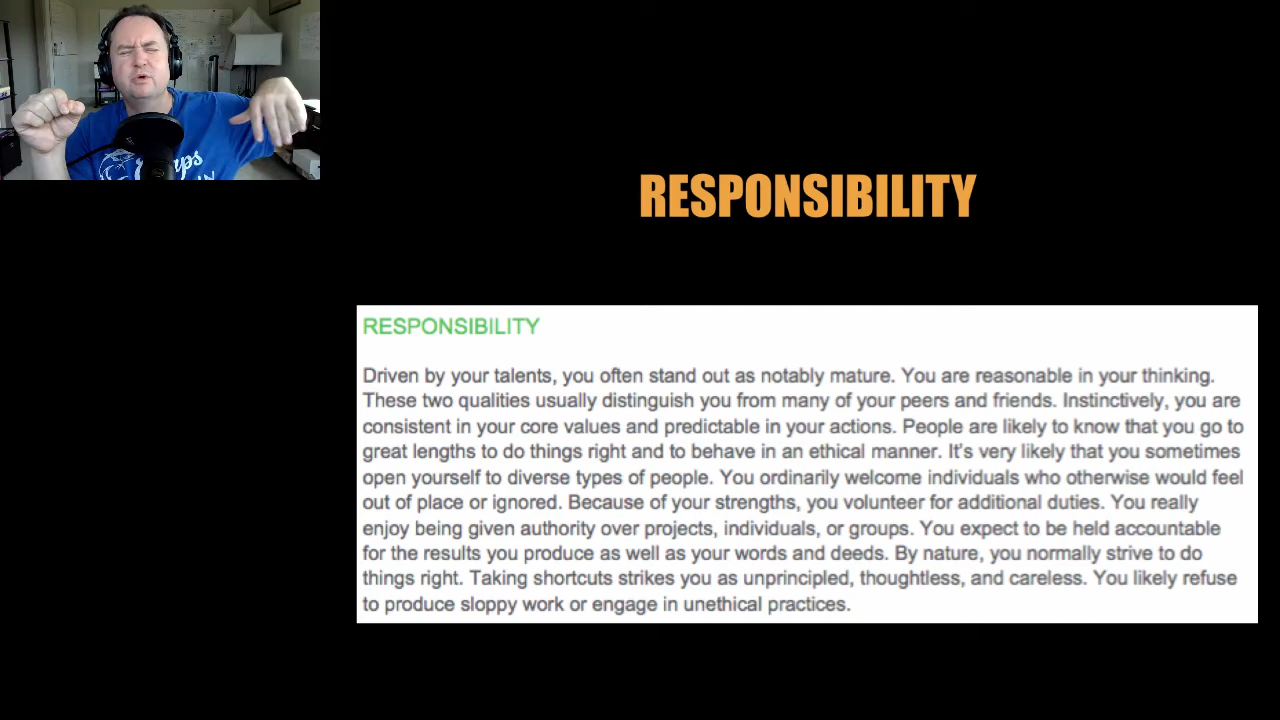 RESPONSIBILITY
RESPONSIBILITY
Driven by your talents, you often stand out as notably mature. You are reasonable in your thinking.
These two qualities usually distinguish you from many of your peers and friends. Instinctively, you are
consistent in your core values and predictable in your actions. People are likely to know that you go to
great lengths to do things right and to behave in an ethical manner. It's very likely that you sometimes
open yourself to diverse types of people. You ordinarily welcome individuals who otherwise would feel
out of place or ignored. Because of your strengths, you volunteer for additional duties. You really
enjoy being given authority over projects, individuals, or groups. You expect to be held accountable
for the results you produce as well as your words and deeds. By nature, you normally strive to do
things right. Taking shortcuts strikes you as unprincipled, thoughtless, and careless. You likely refuse
to produce sloppy work or engage in unethical practices.